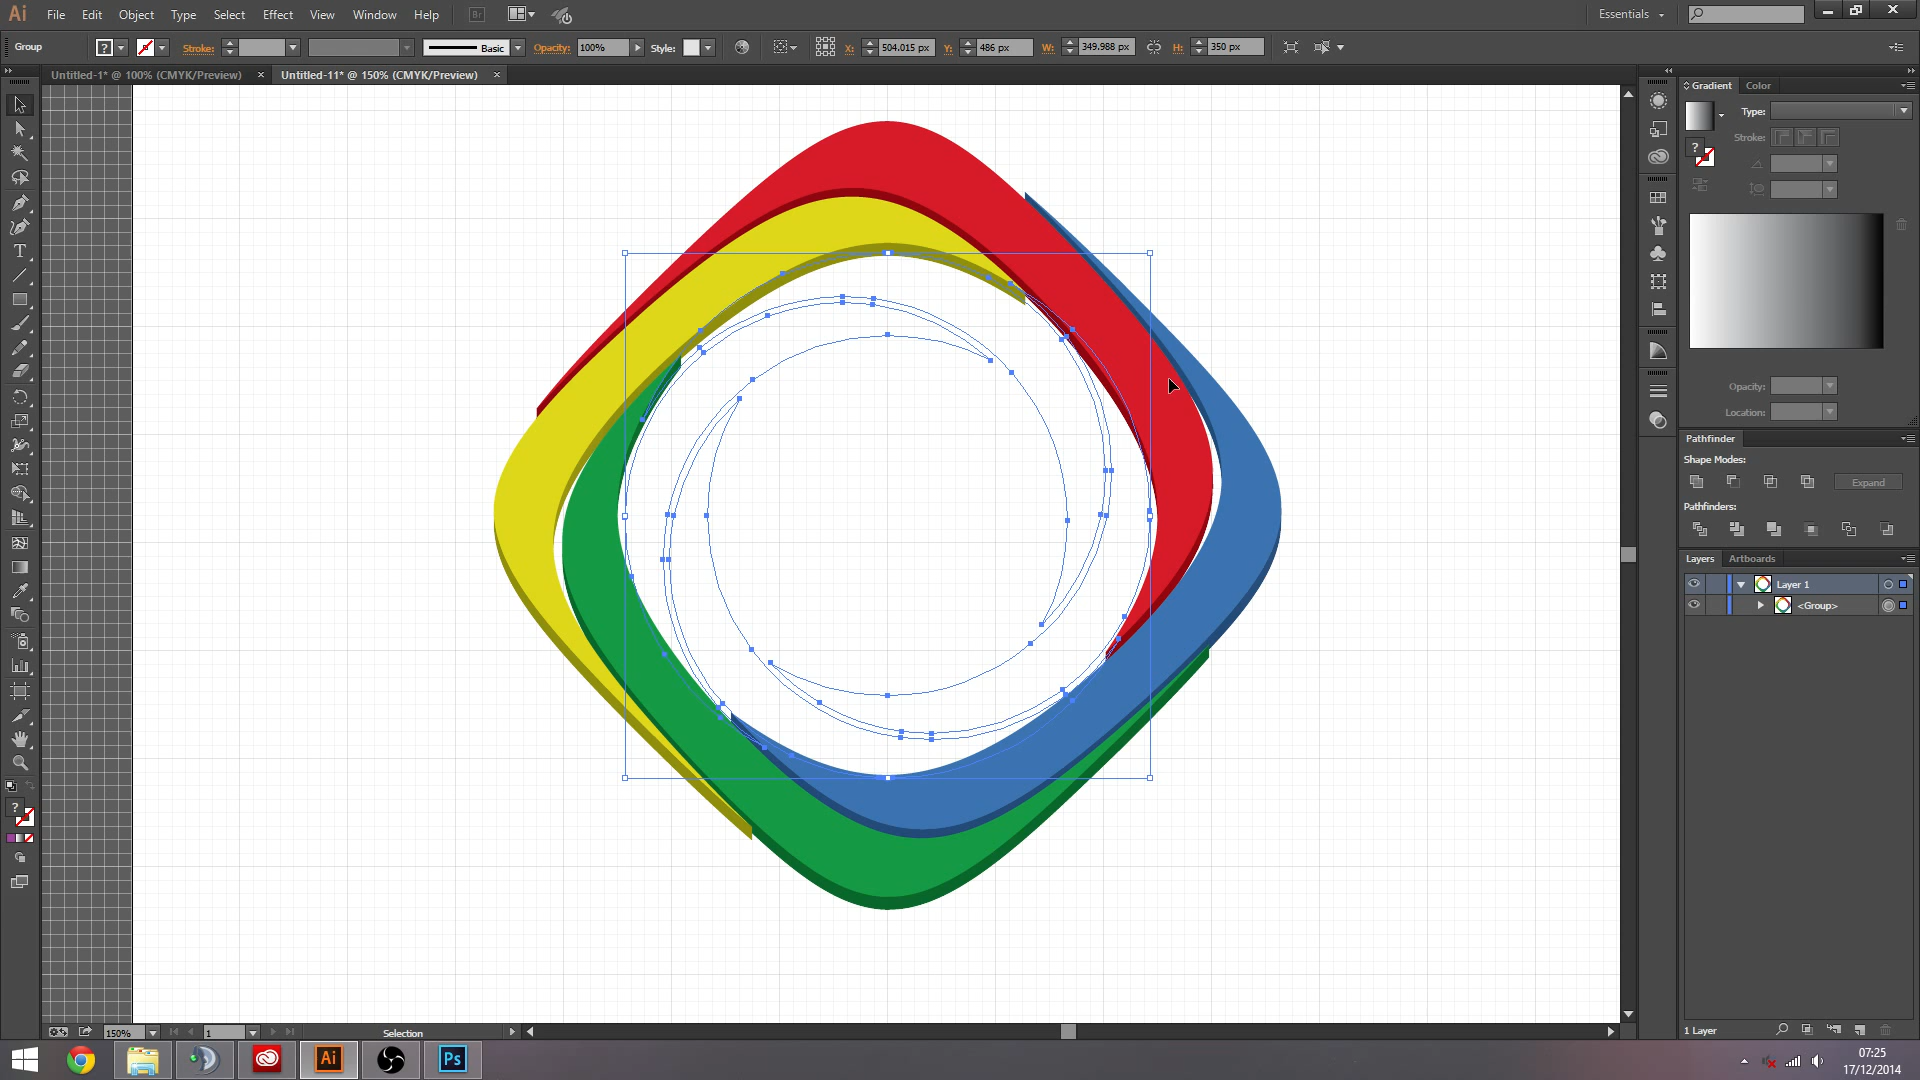 Ai File Edit Object Type Select Effect View Window Help Br Essentials
Group ? Stroke: Basic Opacity: 100% Style: X: 504.015 px Y: 486 px W: 349.988 px H: 350 px
Untitled-1* @ 100% (CMYK/Preview) × Untitled-11* @ 150% (CMYK/Preview) ×
Gradient Color
Type:
Stroke:
?
Opacity:
Location:
Pathfinder
Shape Modes:
Expand
Pathfinders:
Layers Artboards
Layer 1
<Group>
T
?
150% 1 Selection
1 Layer
Ai Ps
07:25
17/12/2014